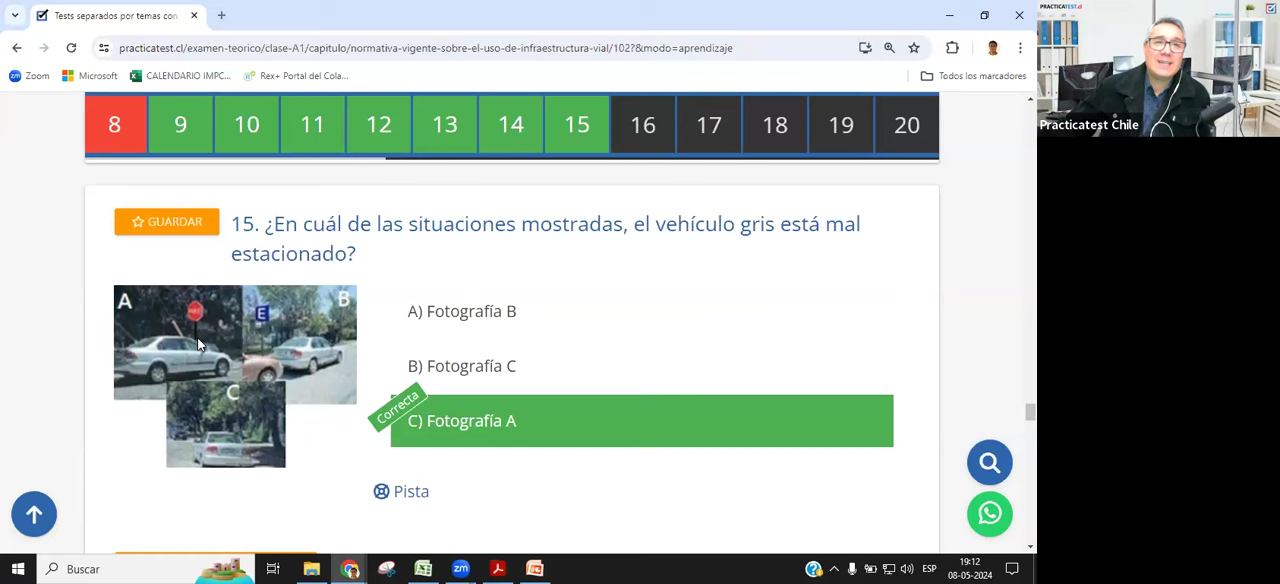 Tests separados por temas con
practicatest.cl/examen-teorico/clase-A1/capitulo/normativa-vigente-sobre-el-uso-de-infraestructura-vial/102?&modo=aprendizaje
Zoom
Microsoft
CALENDARIO IMPC...
Rex+ Portal del Cola...
Todos los marcadores
PRACTICATEST.cl
Practicatest Chile
8 9 10 11 12 13 14 15 16 17 18 19 20
GUARDAR
15. ¿En cuál de las situaciones mostradas, el vehículo gris está mal
estacionado?
A
B
E
C
A) Fotografía B
B) Fotografía C
Correcta
C) Fotografía A
Pista
Buscar
ESP
19:12
08-05-2024